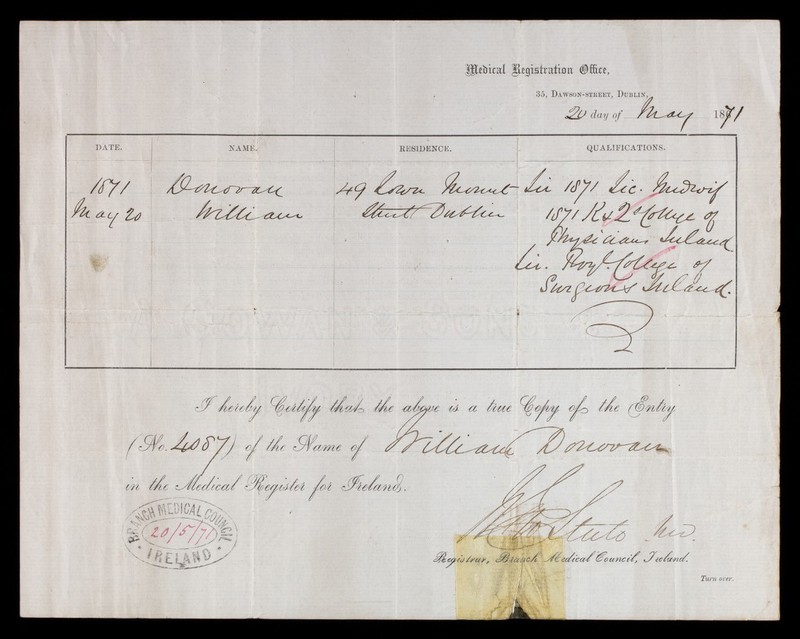 Medical Registration Office,
35, DAWSON-STREET, DUBLIN,
20 day of May 1871
DATE. NAME. RESIDENCE. QUALIFICATIONS.
1871 Donovan 49 Lower Mount Lic 1871 Lic. Midwif
May 20 William Street Dublin 1871 K & Q College of
Physicians Ireland
Lic. Royl. College of
Surgeons Ireland.
I hereby Certify that the above is a true Copy of the Entry
(No. 4087) of the Name of William Donovan
in the Medical Register for Ireland.
BRANCH MEDICAL COUNCIL
20/5/71
IRELAND
Registrar, Branch Medical Council, Ireland.
Turn over.